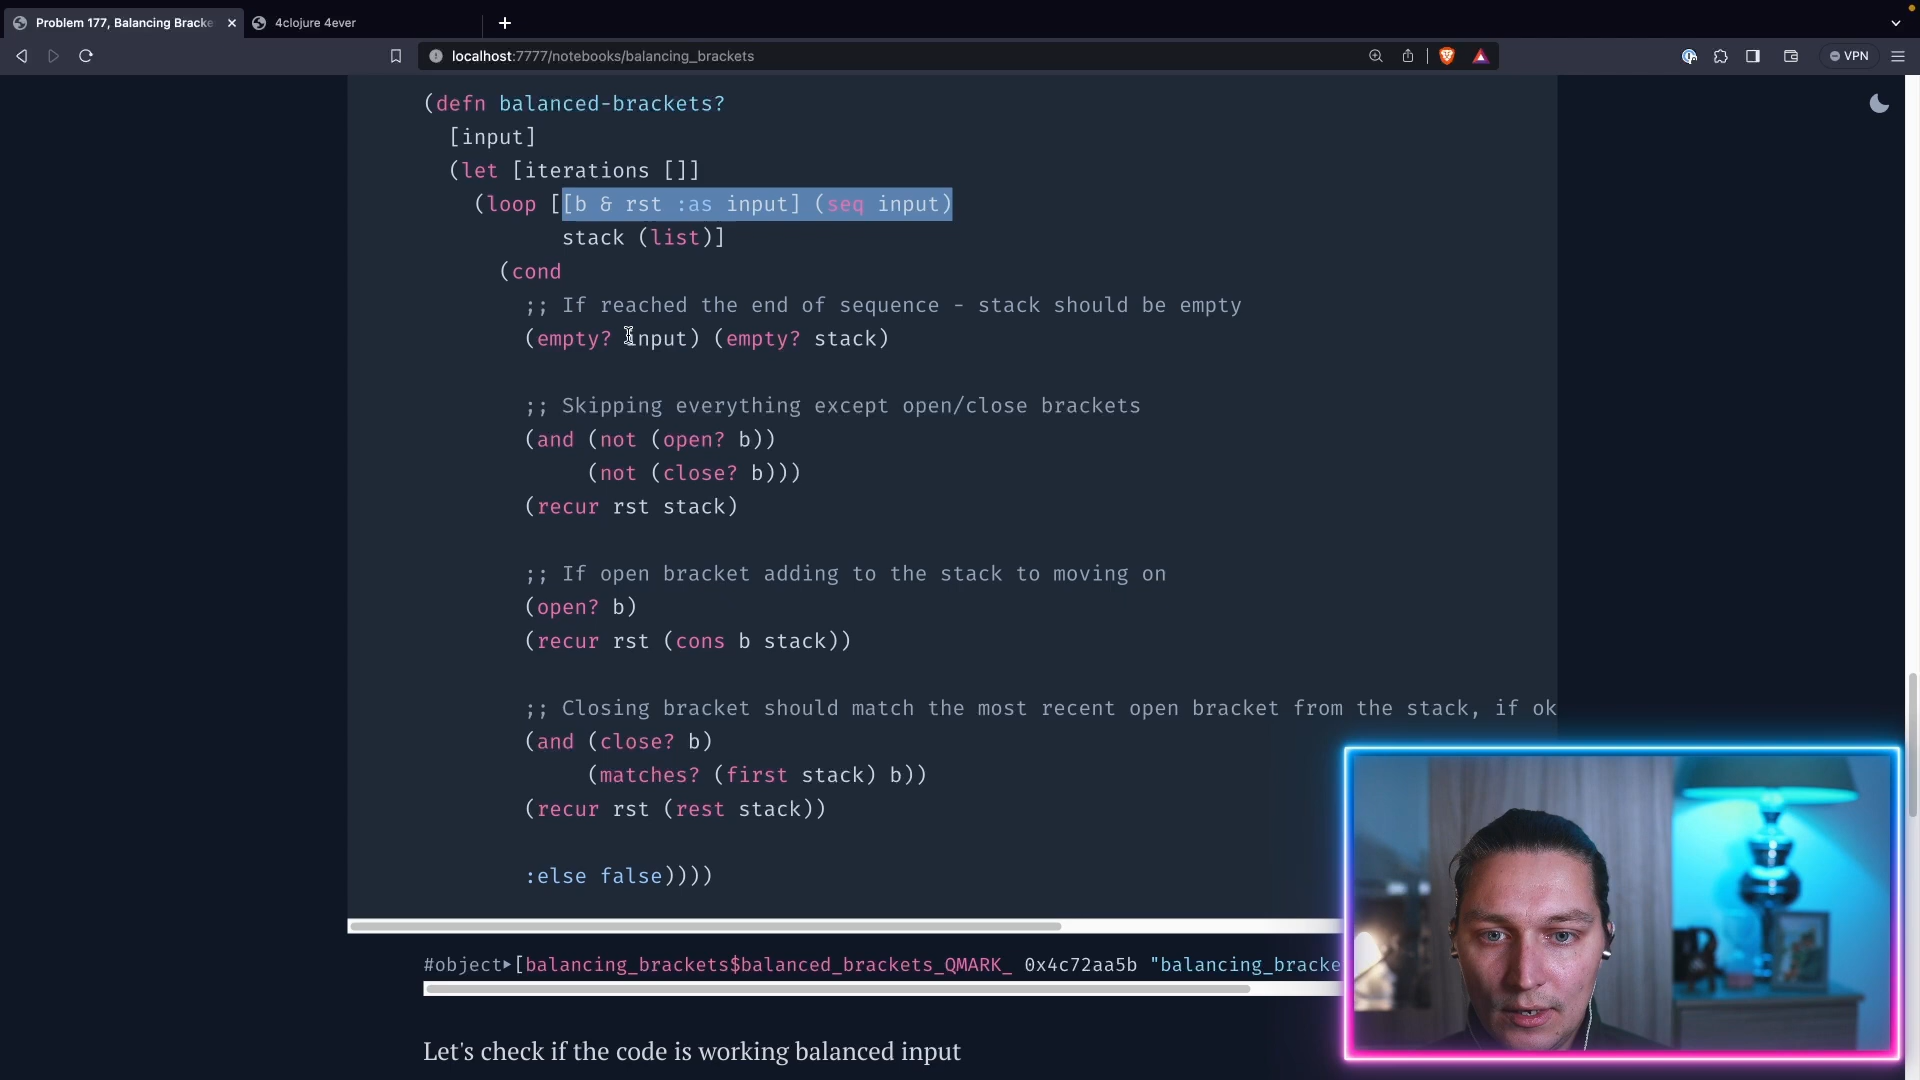 Problem 177, Balancing Bracke
4clojure 4ever
localhost:7777/notebooks/balancing_brackets
VPN
(defn balanced-brackets?
[input]
(let [iterations []]
(loop [[b & rst :as input] (seq input)
stack (list)]
(cond
;; If reached the end of sequence - stack should be empty
(empty? input) (empty? stack)
;; Skipping everything except open/close brackets
(and (not (open? b))
(not (close? b)))
(recur rst stack)
;; If open bracket adding to the stack to moving on
(open? b)
(recur rst (cons b stack))
;; Closing bracket should match the most recent open bracket from the stack, if ok
(and (close? b)
(matches? (first stack) b))
(recur rst (rest stack))
:else false))))
#object▸[balancing_brackets$balanced_brackets_QMARK_ 0x4c72aa5b "balancing_bracke
Let's check if the code is working balanced input